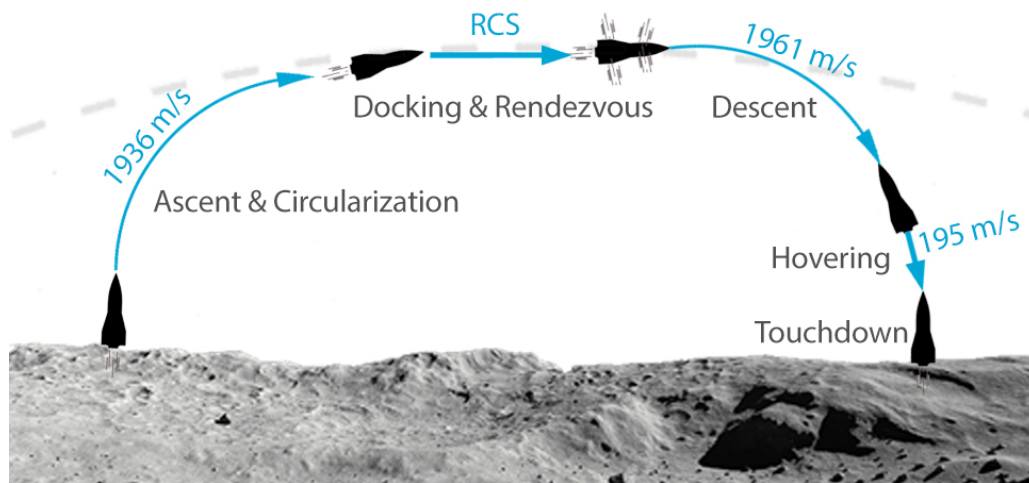 RCS
1936 m/s
1961 m/s
Docking & Rendezvous
Descent
Ascent & Circularization
195 m/s
Hovering
Touchdown